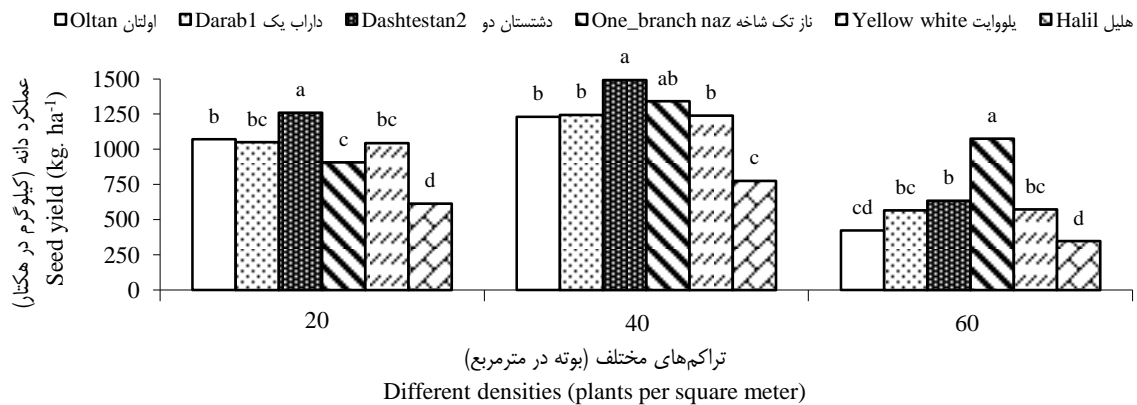 Oltan اولتان Darab1 داراب یک Dashtestan2 دشتستان دو One_branch naz ناز تک شاخه Yellow white یلووایت Halil هلیل
عملکرد دانه (کیلوگرم در هکتار)
Seed yield (kg. ha-1)
1500
1250
1000
750
500
250
0
b bc a c bc d
b b a ab b c
cd bc b a bc d
20 40 60
تراکم‌های مختلف (بوته در مترمربع)
Different densities (plants per square meter)